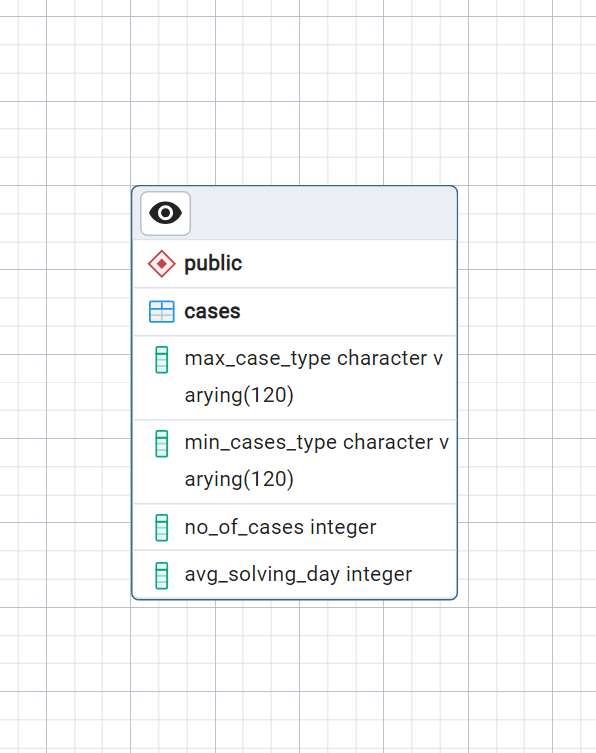 public
cases
max_case_type character v
arying(120)
min_cases_type character v
arying(120)
no_of_cases integer
avg_solving_day integer